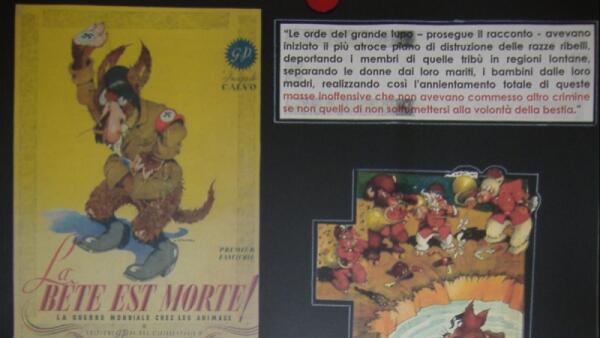 "Le orde del grande lupo – prosegue il racconto - avevano
iniziato il più atroce piano di distruzione delle razze ribelli,
deportando i membri di quelle tribù in regioni lontane,
separando le donne dai loro mariti, i bambini dalle loro
madri, realizzando così l'annientamento totale di queste
masse inoffensive che non avevano commesso altro crimine
se non quello di non sottomettersi alla volontà della bestia."
G·P
CALVO
PREMIER
FASCICULE
La
BÊTE EST MORTE!
LA GUERRE MONDIALE CHEZ LES ANIMAUX